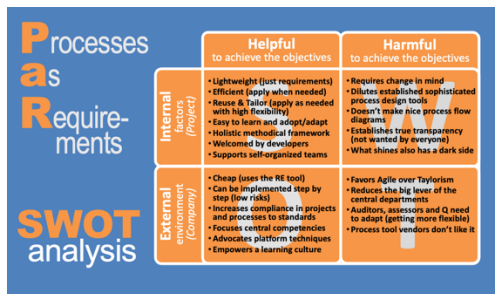 Processes
as
Require-
ments
SWOT
analysis
Helpful
to achieve the objectives
Harmful
to achieve the objectives
Internal
factors
(Project)
S
• Lightweight (just requirements)
• Efficient (apply when needed)
• Reuse & Tailor (apply as needed
with high flexibility)
• Easy to learn and adopt/adapt
• Holistic methodical framework
• Welcomed by developers
• Supports self-organized teams
W
• Requires change in mind
• Dilutes established sophisticated
process design tools
• Doesn't make nice process flow
diagrams
• Establishes true transparency
(not wanted by everyone)
• What shines also has a dark side
External
environment
(Company)
O
• Cheap (uses the RE tool)
• Can be implemented step by
step (low risks)
• Increases compliance in projects
and processes to standards
• Focuses central competencies
• Advocates platform techniques
• Empowers a learning culture
T
• Favors Agile over Taylorism
• Reduces the big lever of the
central departments
• Auditors, assessors and Q need
to adapt (getting more flexible)
• Process tool vendors don't like it